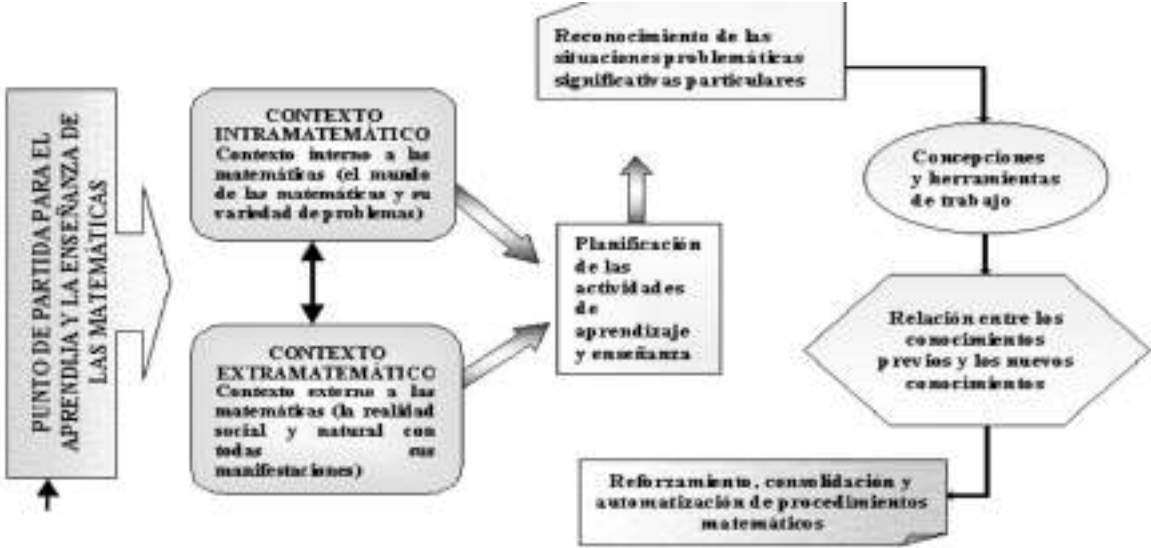 PUNTO DE PARTIDA PARA EL
APRENDIJA Y LA ENSEÑANZA DE
LAS MATEMÁTICAS
CONTEXTO
INTRAMATEMÁTICO
Contexto interno a las
matemáticas (el mundo
de las matemáticas y su
variedad de problemas)
CONTEXTO
EXTRAMATEMÁTICO
Contexto externo a las
matemáticas (la realidad
social y natural con
todas sus
manifestaciones)
Planificación
de las
actividades
de
aprendizaje
y enseñanza
Reconocimiento de las
situaciones problemáticas
significativas particulares
Concepciones
y herramientas
de trabajo
Relación entre los
conocimientos
previos y los nuevos
conocimientos
Reforzamiento, consolidación y
automatización de procedimientos
matemáticos